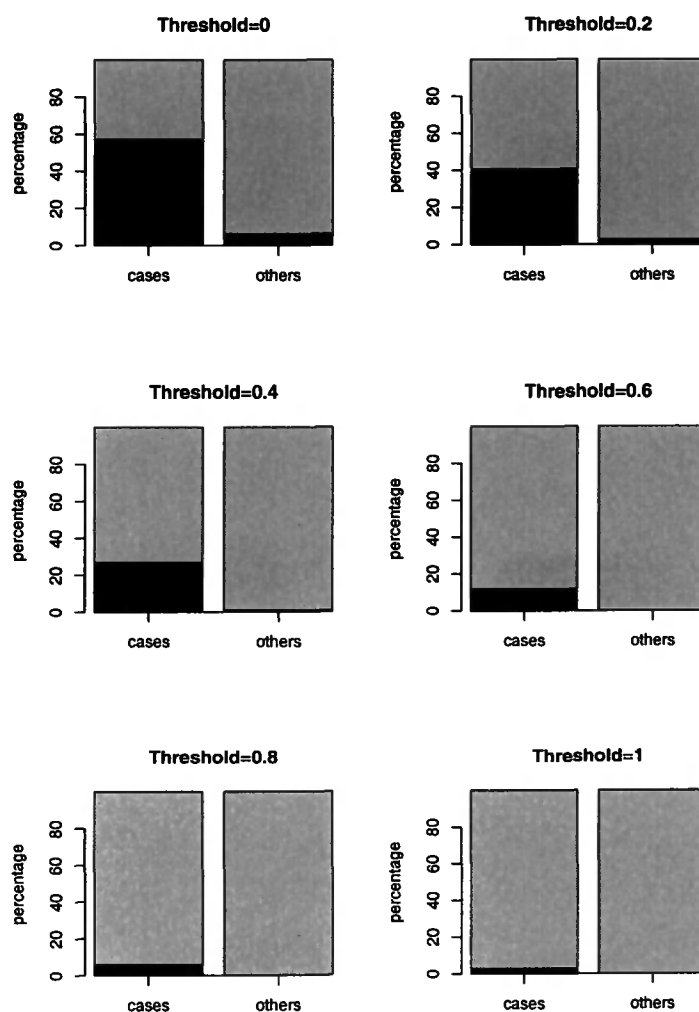 Threshold=0
percentage
0 20 40 60 80
cases others
Threshold=0.2
percentage
0 20 40 60 80
cases others
Threshold=0.4
percentage
0 20 40 60 80
cases others
Threshold=0.6
percentage
0 20 40 60 80
cases others
Threshold=0.8
percentage
0 20 40 60 80
cases others
Threshold=1
percentage
0 20 40 60 80
cases others